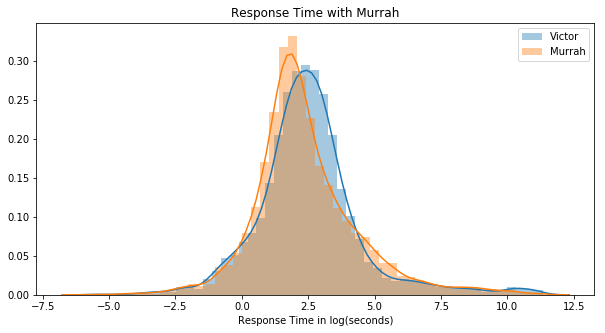 Response Time with Murrah
Victor
Murrah
0.30
0.25
0.20
0.15
0.10
0.05
0.00
−7.5 −5.0 −2.5 0.0 2.5 5.0 7.5 10.0 12.5
Response Time in log(seconds)